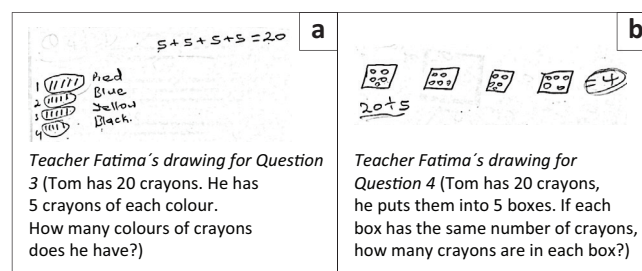 a
5+5+5+5=20
1 Pied
2 Blue
3 Yellow
4 Black.
Teacher Fatima´s drawing for Question
3 (Tom has 20 crayons. He has
5 crayons of each colour.
How many colours of crayons
does he have?)
b
=4
20÷5
Teacher Fatima´s drawing for
Question 4 (Tom has 20 crayons,
he puts them into 5 boxes. If each
box has the same number of crayons,
how many crayons are in each box?)